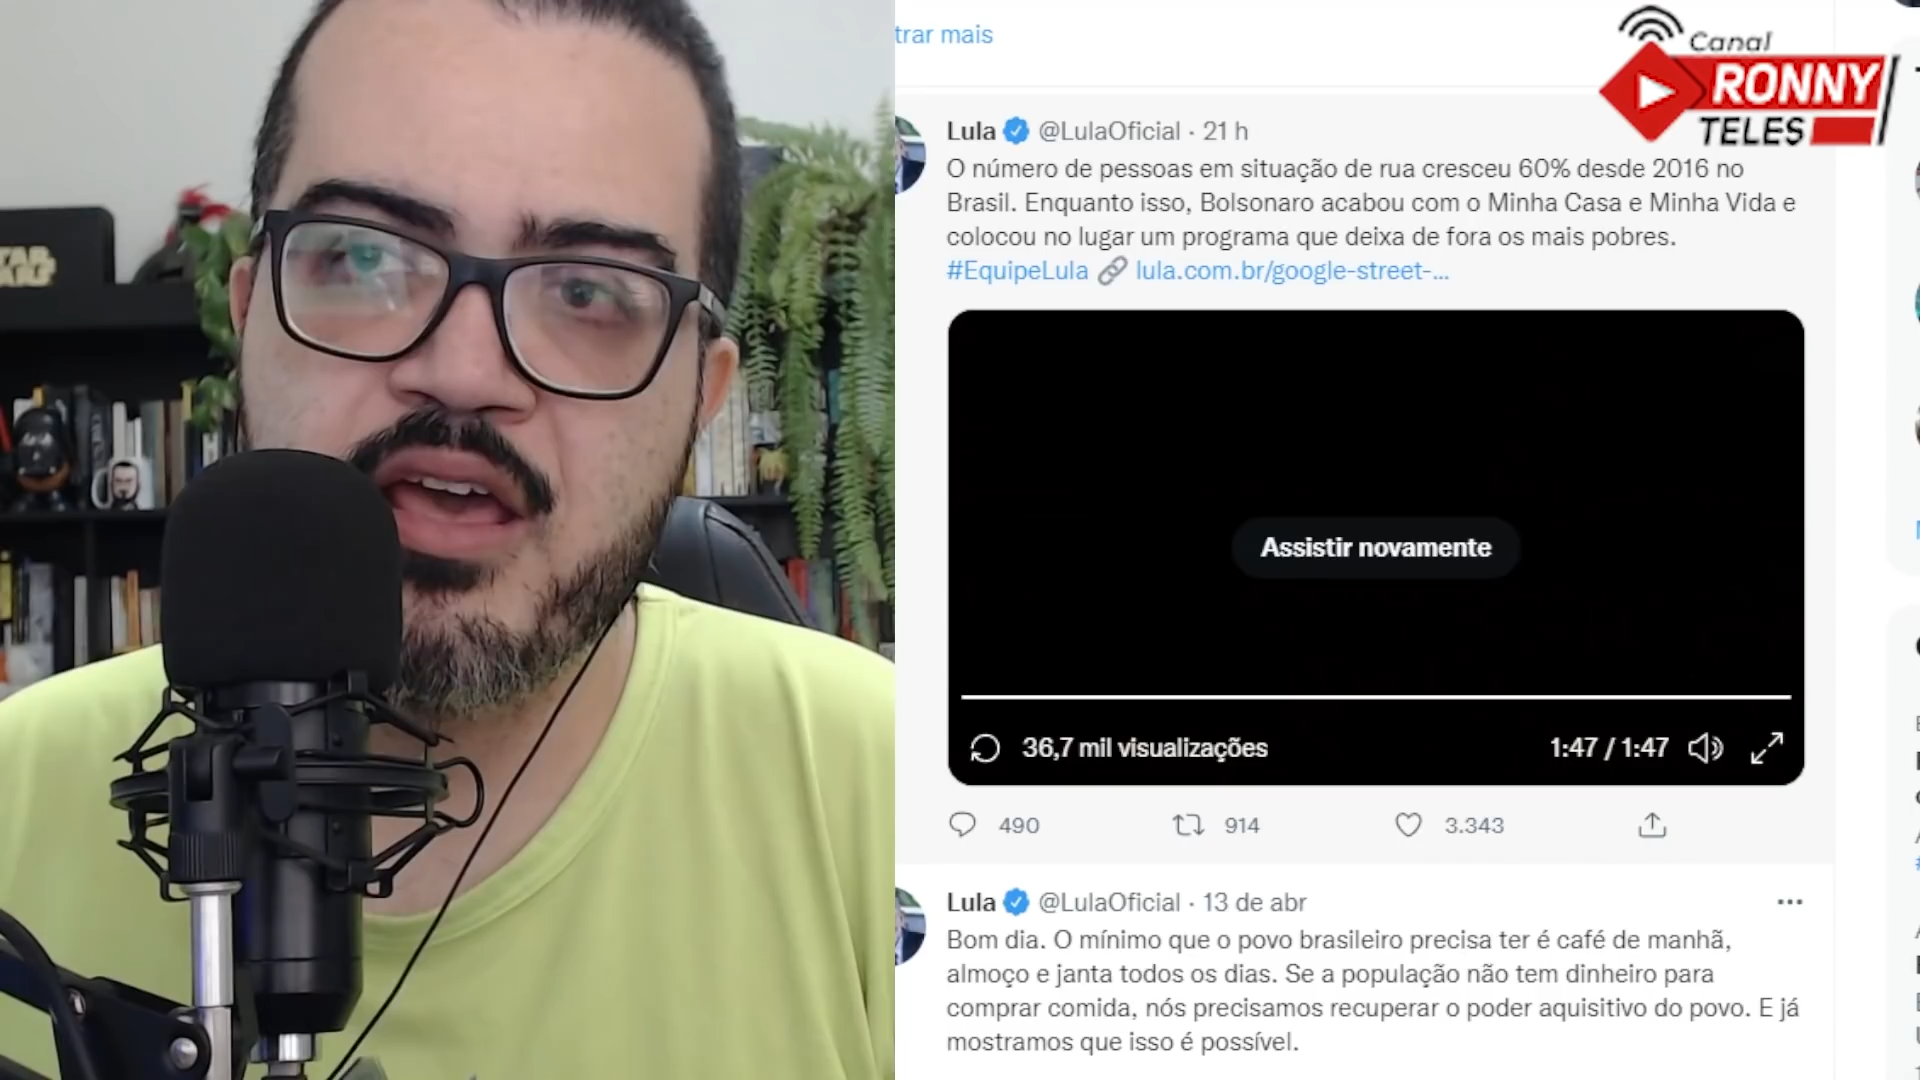 trar mais
Canal
RONNY
TELES
Lula @LulaOficial · 21 h
O número de pessoas em situação de rua cresceu 60% desde 2016 no
Brasil. Enquanto isso, Bolsonaro acabou com o Minha Casa e Minha Vida e
colocou no lugar um programa que deixa de fora os mais pobres.
#EquipeLula 🔗 lula.com.br/google-street-...
Assistir novamente
36,7 mil visualizações
1:47 / 1:47
490
914
3.343
Lula @LulaOficial · 13 de abr
Bom dia. O mínimo que o povo brasileiro precisa ter é café de manhã,
almoço e janta todos os dias. Se a população não tem dinheiro para
comprar comida, nós precisamos recuperar o poder aquisitivo do povo. E já
mostramos que isso é possível.
STAR
WARS